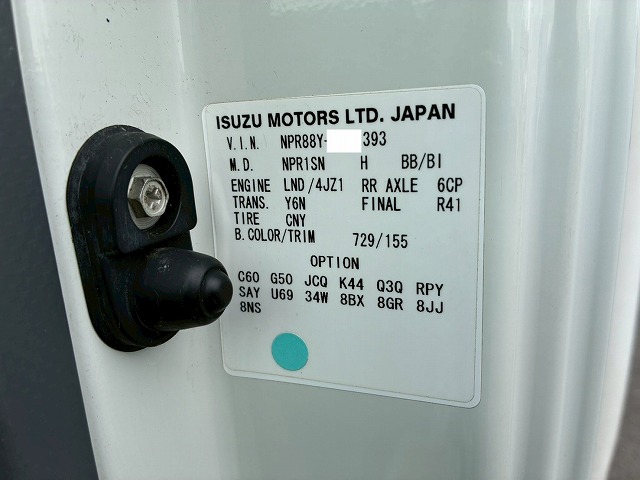 ISUZU MOTORS LTD. JAPAN
V.I.N. NPR88Y- 393
M.D. NPR1SN H BB/BI
ENGINE LND/4JZ1 RR AXLE 6CP
TRANS. Y6N FINAL R41
TIRE CNY
B.COLOR/TRIM 729/155
OPTION
C60 G50 JCQ K44 Q3Q RPY
SAY U69 34W 8BX 8GR 8JJ
8NS